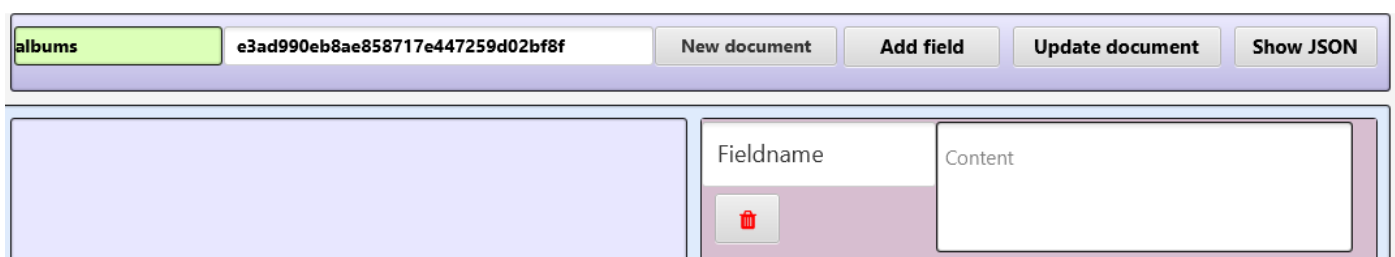 albums e3ad990eb8ae858717e447259d02bf8f New document Add field Update document Show JSON
Fieldname Content